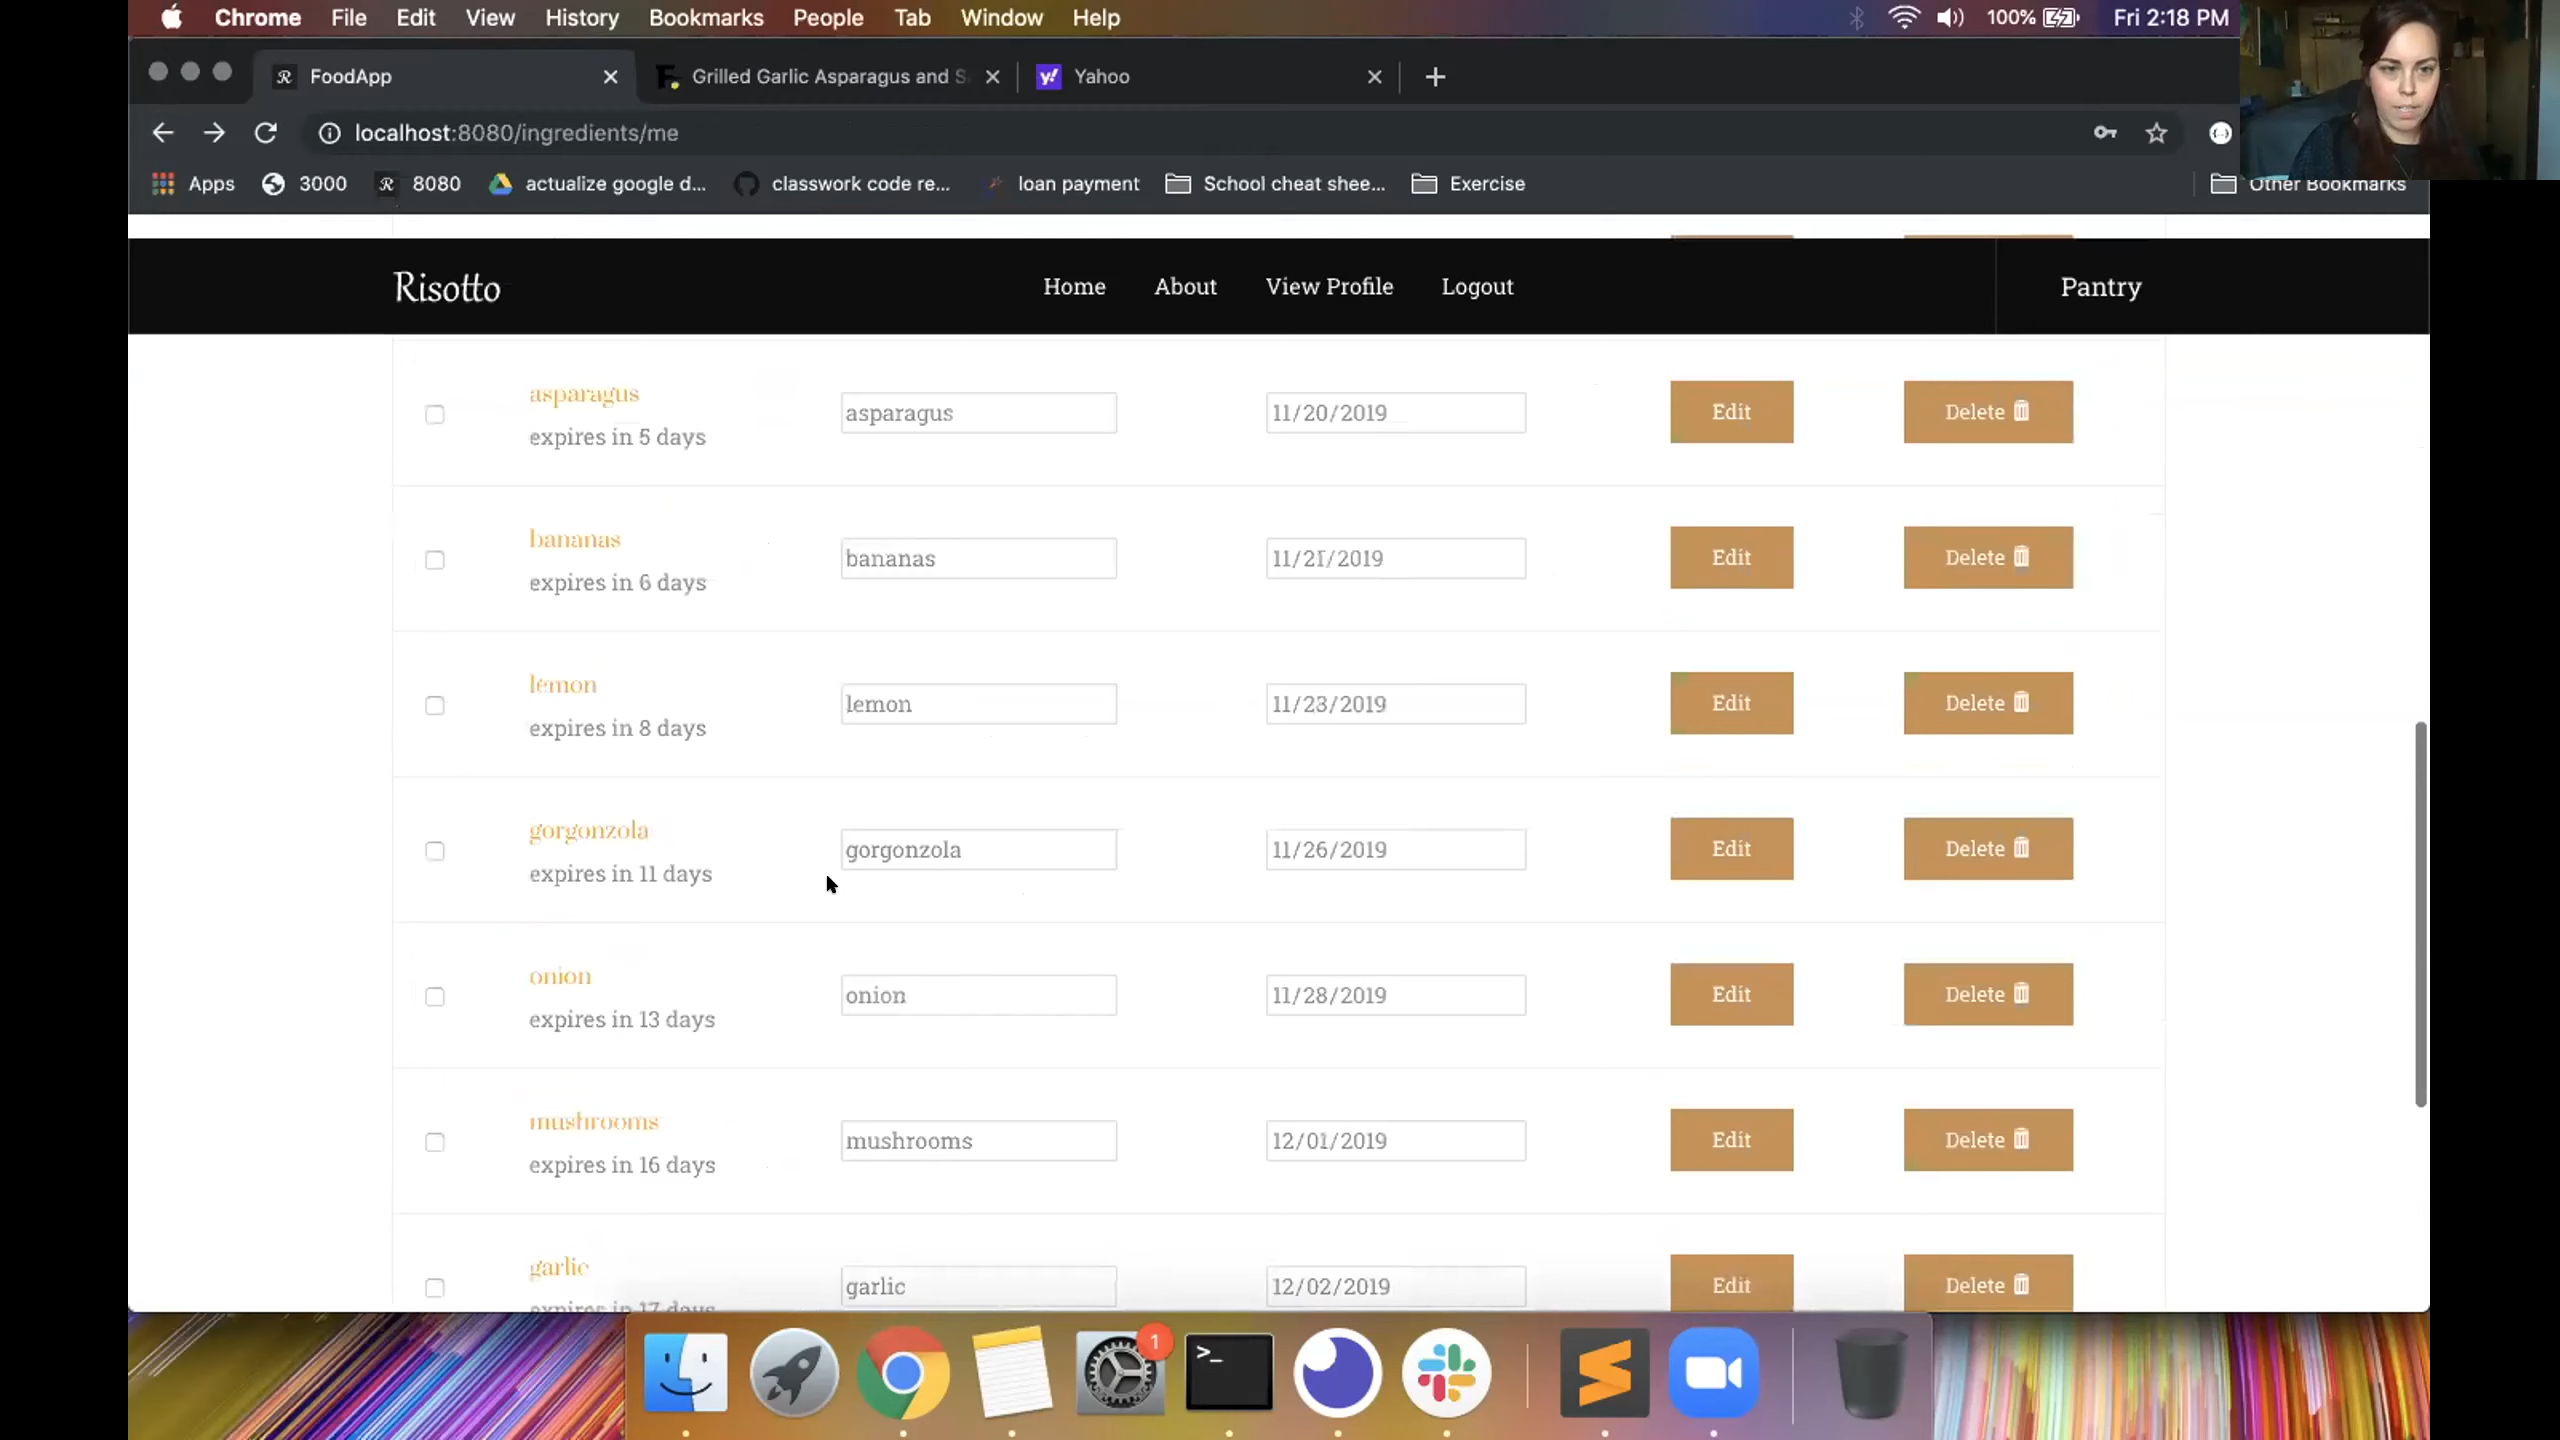 Chrome File Edit View History Bookmarks People Tab Window Help 100% Fri 2:18 PM
FoodApp Grilled Garlic Asparagus and S Yahoo
localhost:8080/ingredients/me
Apps 3000 8080 actualize google d... classwork code re... loan payment School cheat shee... Exercise Other Bookmarks
Risotto Home About View Profile Logout Pantry
asparagus
expires in 5 days
asparagus 11/20/2019 Edit Delete
bananas
expires in 6 days
bananas 11/21/2019 Edit Delete
lemon
expires in 8 days
lemon 11/23/2019 Edit Delete
gorgonzola
expires in 11 days
gorgonzola 11/26/2019 Edit Delete
onion
expires in 13 days
onion 11/28/2019 Edit Delete
mushrooms
expires in 16 days
mushrooms 12/01/2019 Edit Delete
garlic
expires in 17 days
garlic 12/02/2019 Edit Delete
1